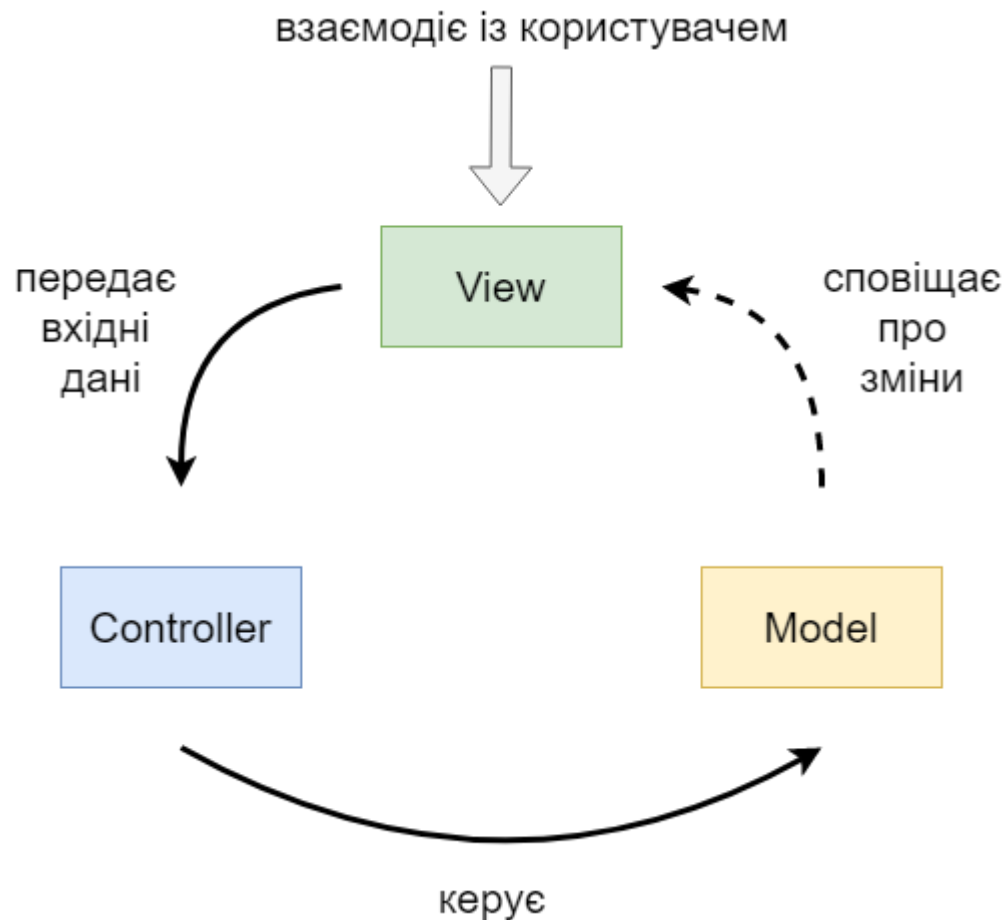 взаємодіє із користувачем
View
передає
вхідні
дані
сповіщає
про
зміни
Controller
Model
керує